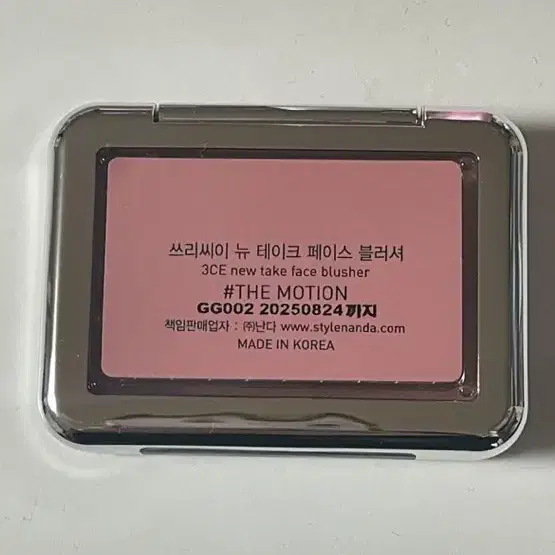 쓰리씨이 뉴 테이크 페이스 블러셔
3CE new take face blusher
#THE MOTION
GG002 20250824까지
책임판매업자 : ㈜난다 www.stylenanda.com
MADE IN KOREA